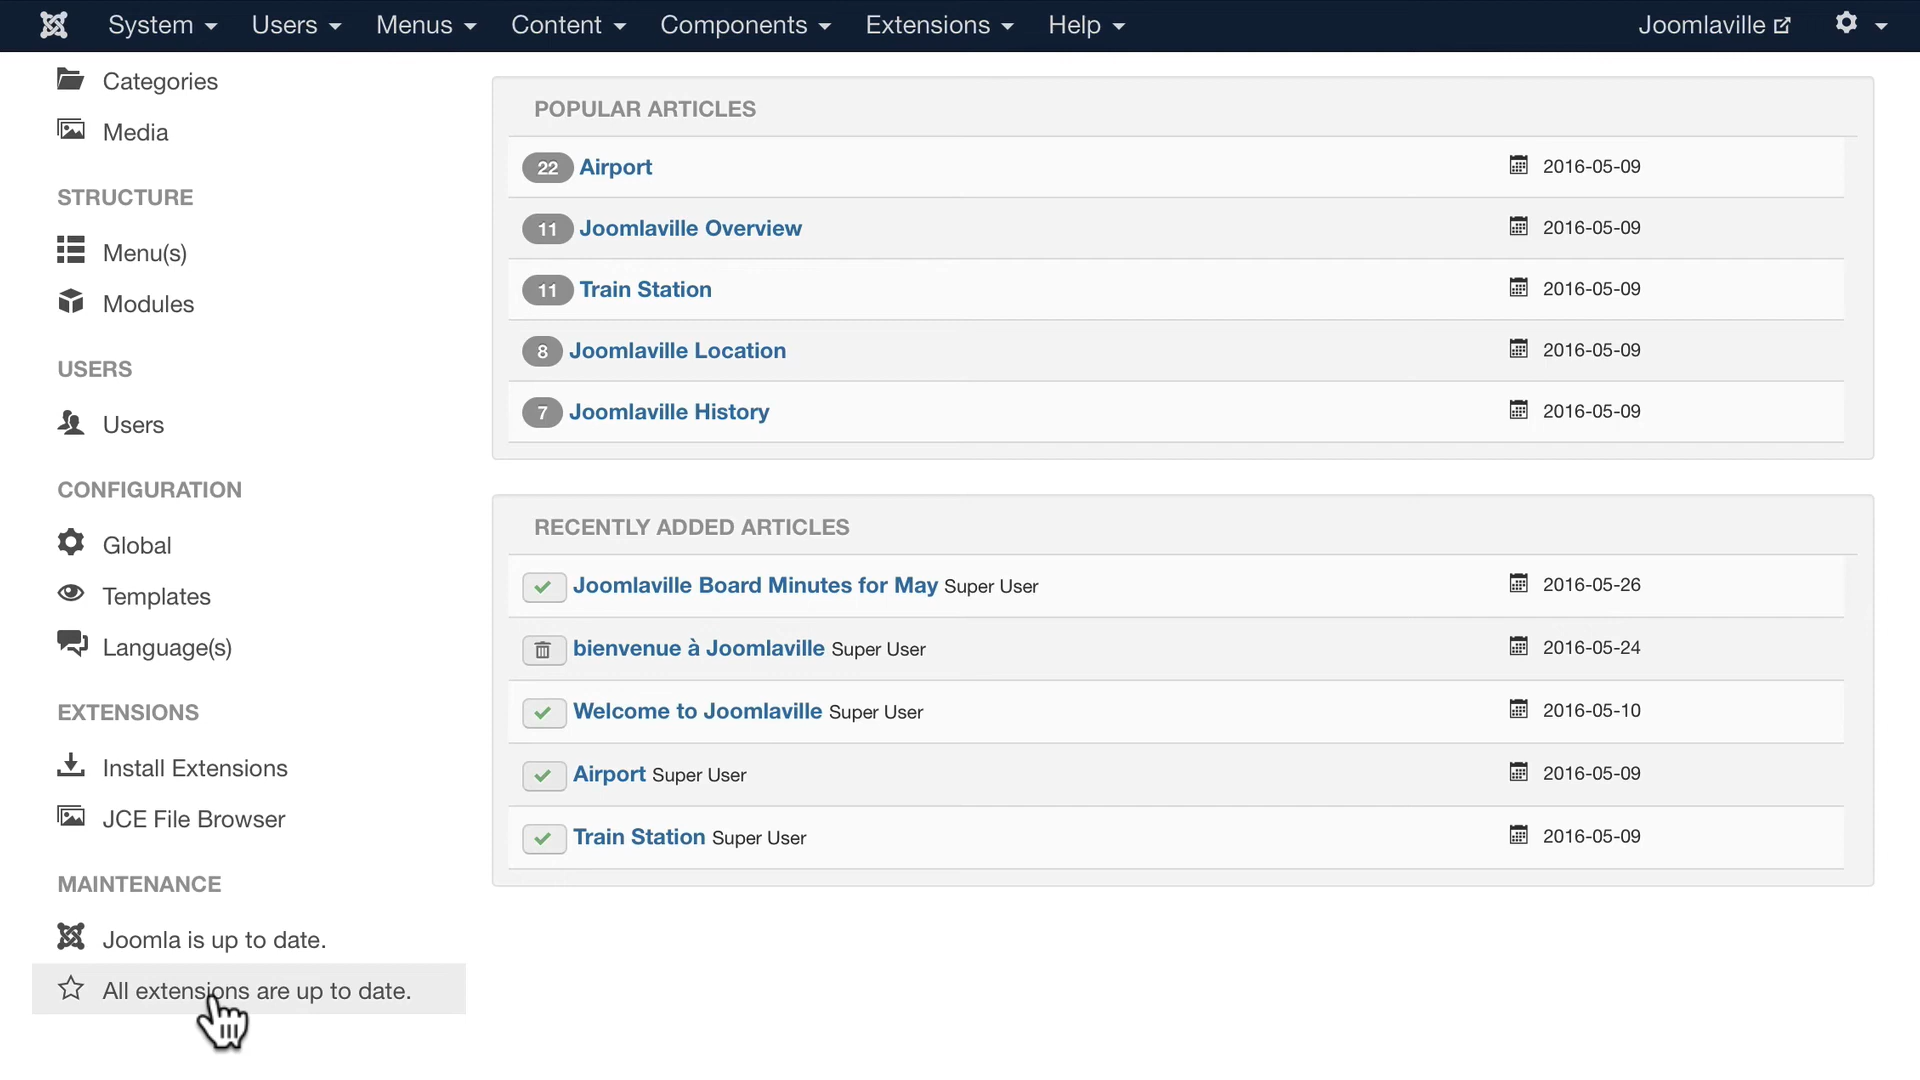 System Users Menus Content Components Extensions Help Joomlaville
Categories
Media
STRUCTURE
Menu(s)
Modules
USERS
Users
CONFIGURATION
Global
Templates
Language(s)
EXTENSIONS
Install Extensions
JCE File Browser
MAINTENANCE
Joomla is up to date.
All extensions are up to date.
POPULAR ARTICLES
22 Airport 2016-05-09
11 Joomlaville Overview 2016-05-09
11 Train Station 2016-05-09
8 Joomlaville Location 2016-05-09
7 Joomlaville History 2016-05-09
RECENTLY ADDED ARTICLES
Joomlaville Board Minutes for May Super User 2016-05-26
bienvenue à Joomlaville Super User 2016-05-24
Welcome to Joomlaville Super User 2016-05-10
Airport Super User 2016-05-09
Train Station Super User 2016-05-09